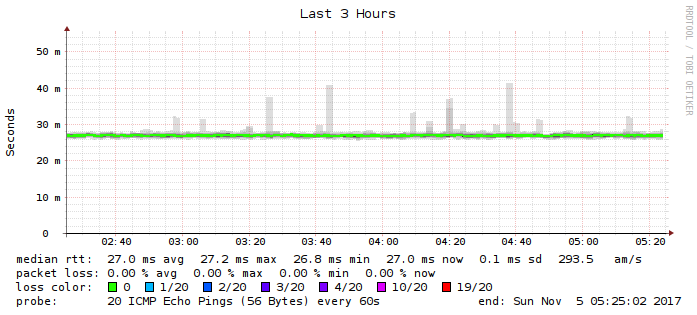 Last 3 Hours
RRDTOOL / TOBI OETIKER
Seconds
50 m
40 m
30 m
20 m
10 m
0
02:40 03:00 03:20 03:40 04:00 04:20 04:40 05:00 05:20
median rtt: 27.0 ms avg 27.2 ms max 26.8 ms min 27.0 ms now 0.1 ms sd 293.5 am/s
packet loss: 0.00 % avg 0.00 % max 0.00 % min 0.00 % now
loss color: 0 1/20 2/20 3/20 4/20 10/20 19/20
probe: 20 ICMP Echo Pings (56 Bytes) every 60s end: Sun Nov 5 05:25:02 2017